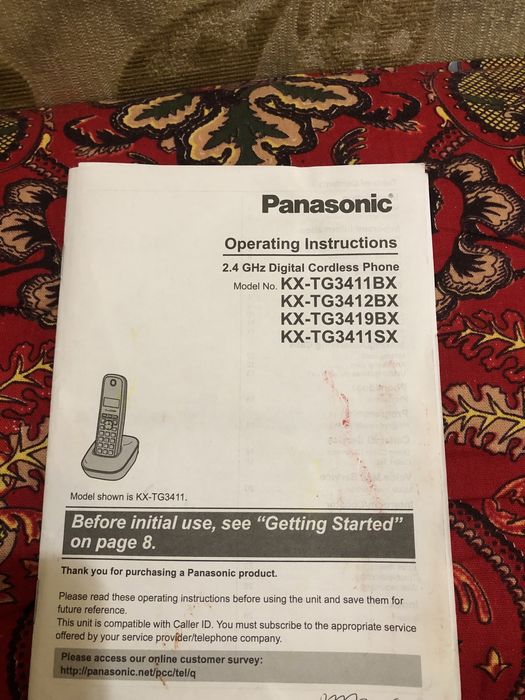 Panasonic®
Operating Instructions
2.4 GHz Digital Cordless Phone
Model No. KX-TG3411BX
KX-TG3412BX
KX-TG3419BX
KX-TG3411SX
Model shown is KX-TG3411.
Before initial use, see “Getting Started”
on page 8.
Thank you for purchasing a Panasonic product.
Please read these operating instructions before using the unit and save them for
future reference.
This unit is compatible with Caller ID. You must subscribe to the appropriate service
offered by your service provider/telephone company.
Please access our online customer survey:
http://panasonic.net/pcc/tel/q